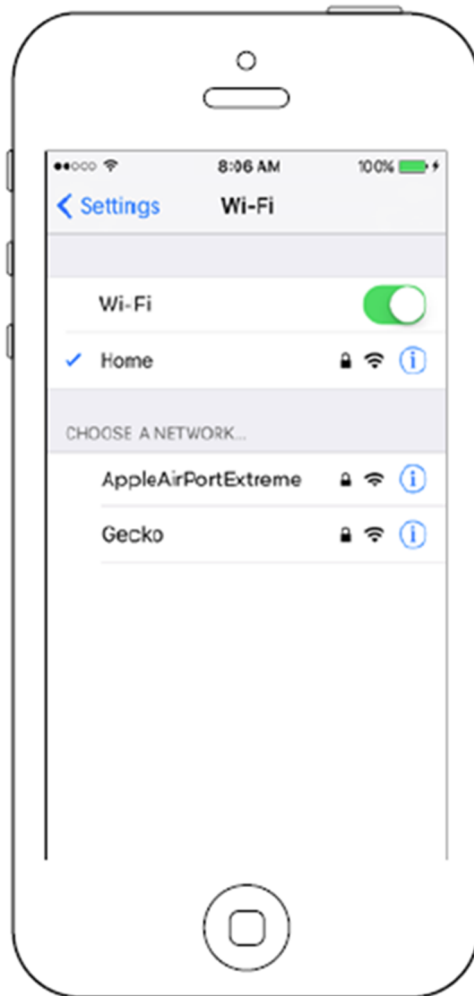 8:06 AM 100%
Settings Wi-Fi
Wi-Fi
Home
CHOOSE A NETWORK...
AppleAirPortExtreme
Gecko